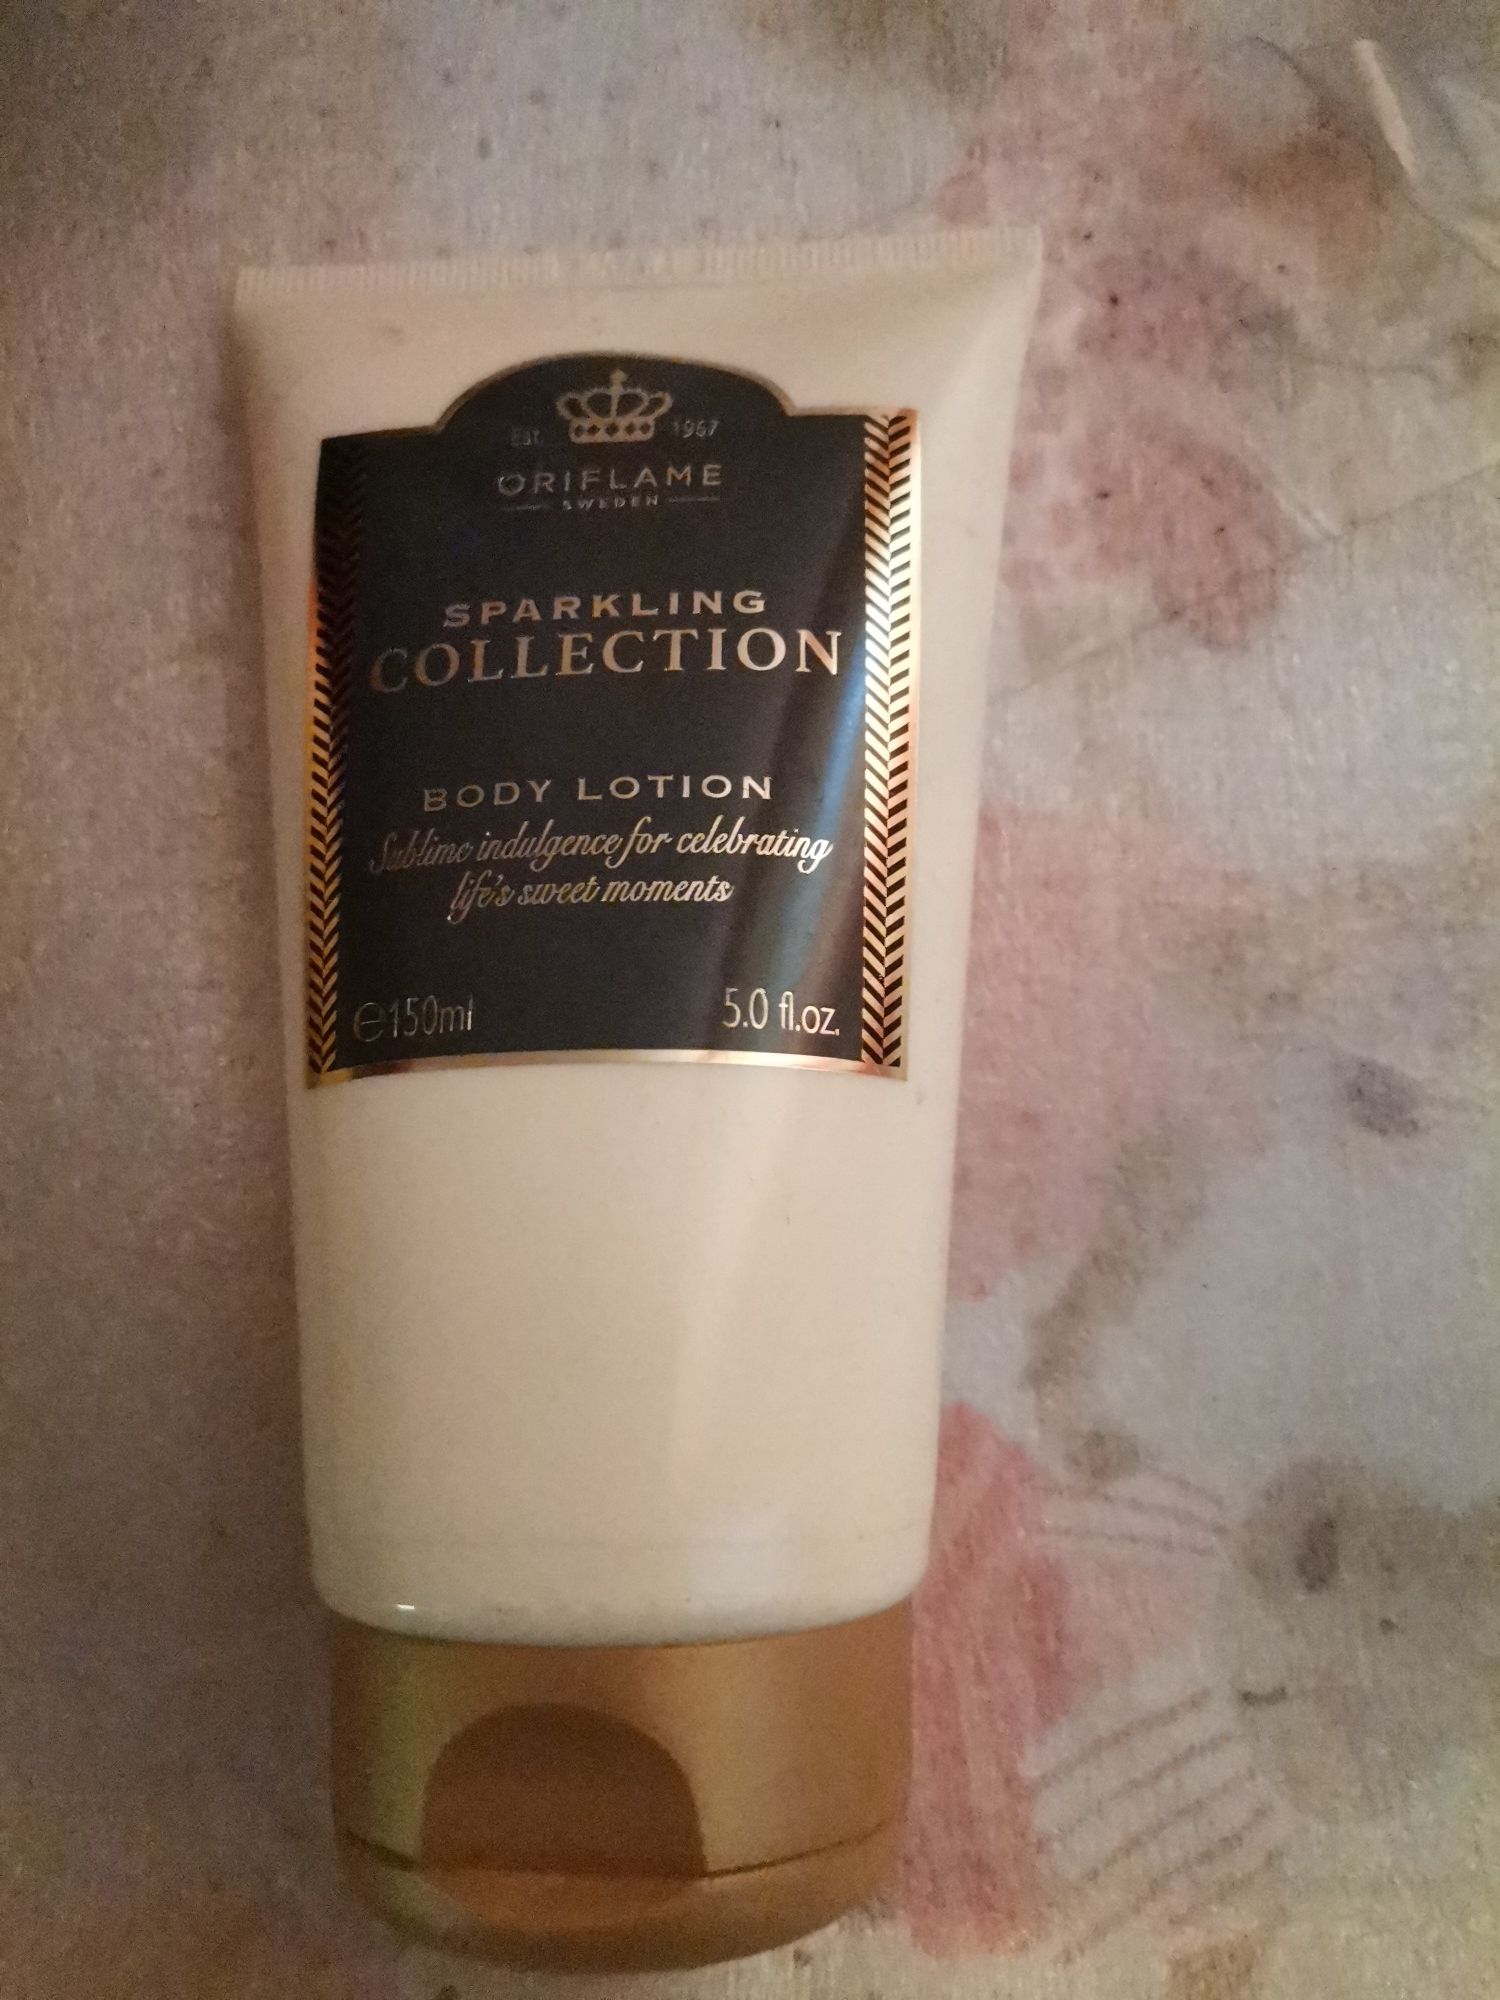 Est. 1967
ORIFLAME
SWEDEN
SPARKLING
COLLECTION
BODY LOTION
Sublime indulgence for celebrating
life's sweet moments
℮150ml 5.0 fl.oz.